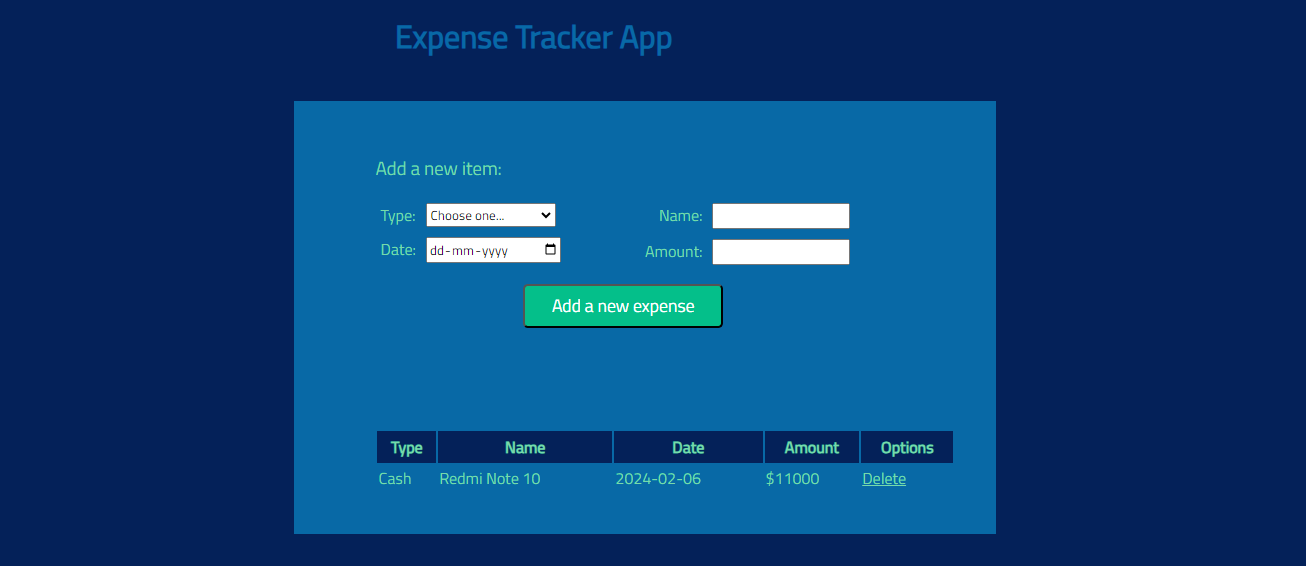 Expense Tracker App
Add a new item:
Type: Choose one... Name:
Date: dd-mm-yyyy Amount:
Add a new expense
Type Name Date Amount Options
Cash Redmi Note 10 2024-02-06 $11000 Delete